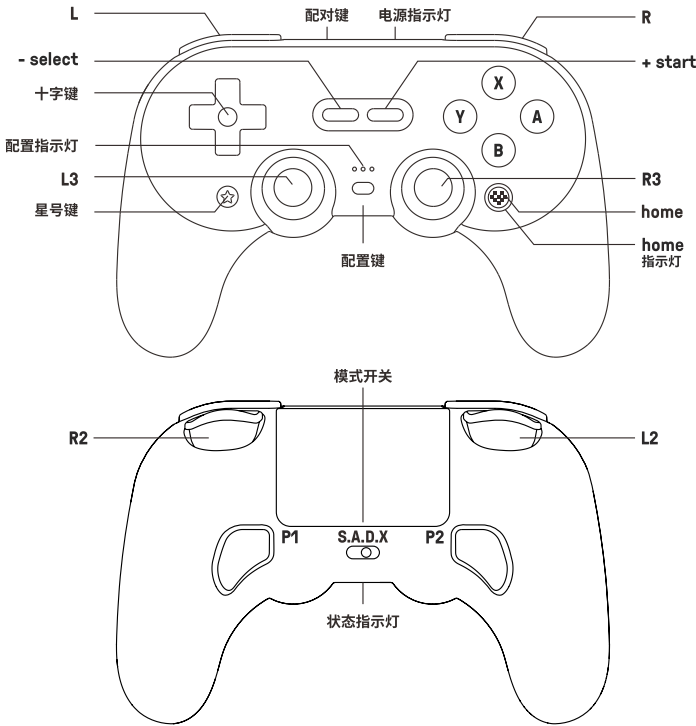 L
配对键
电源指示灯
R
- select
+ start
十字键
X
Y
A
B
配置指示灯
L3
R3
星号键
home
home
指示灯
配置键
模式开关
R2
L2
P1
S.A.D.X
P2
状态指示灯